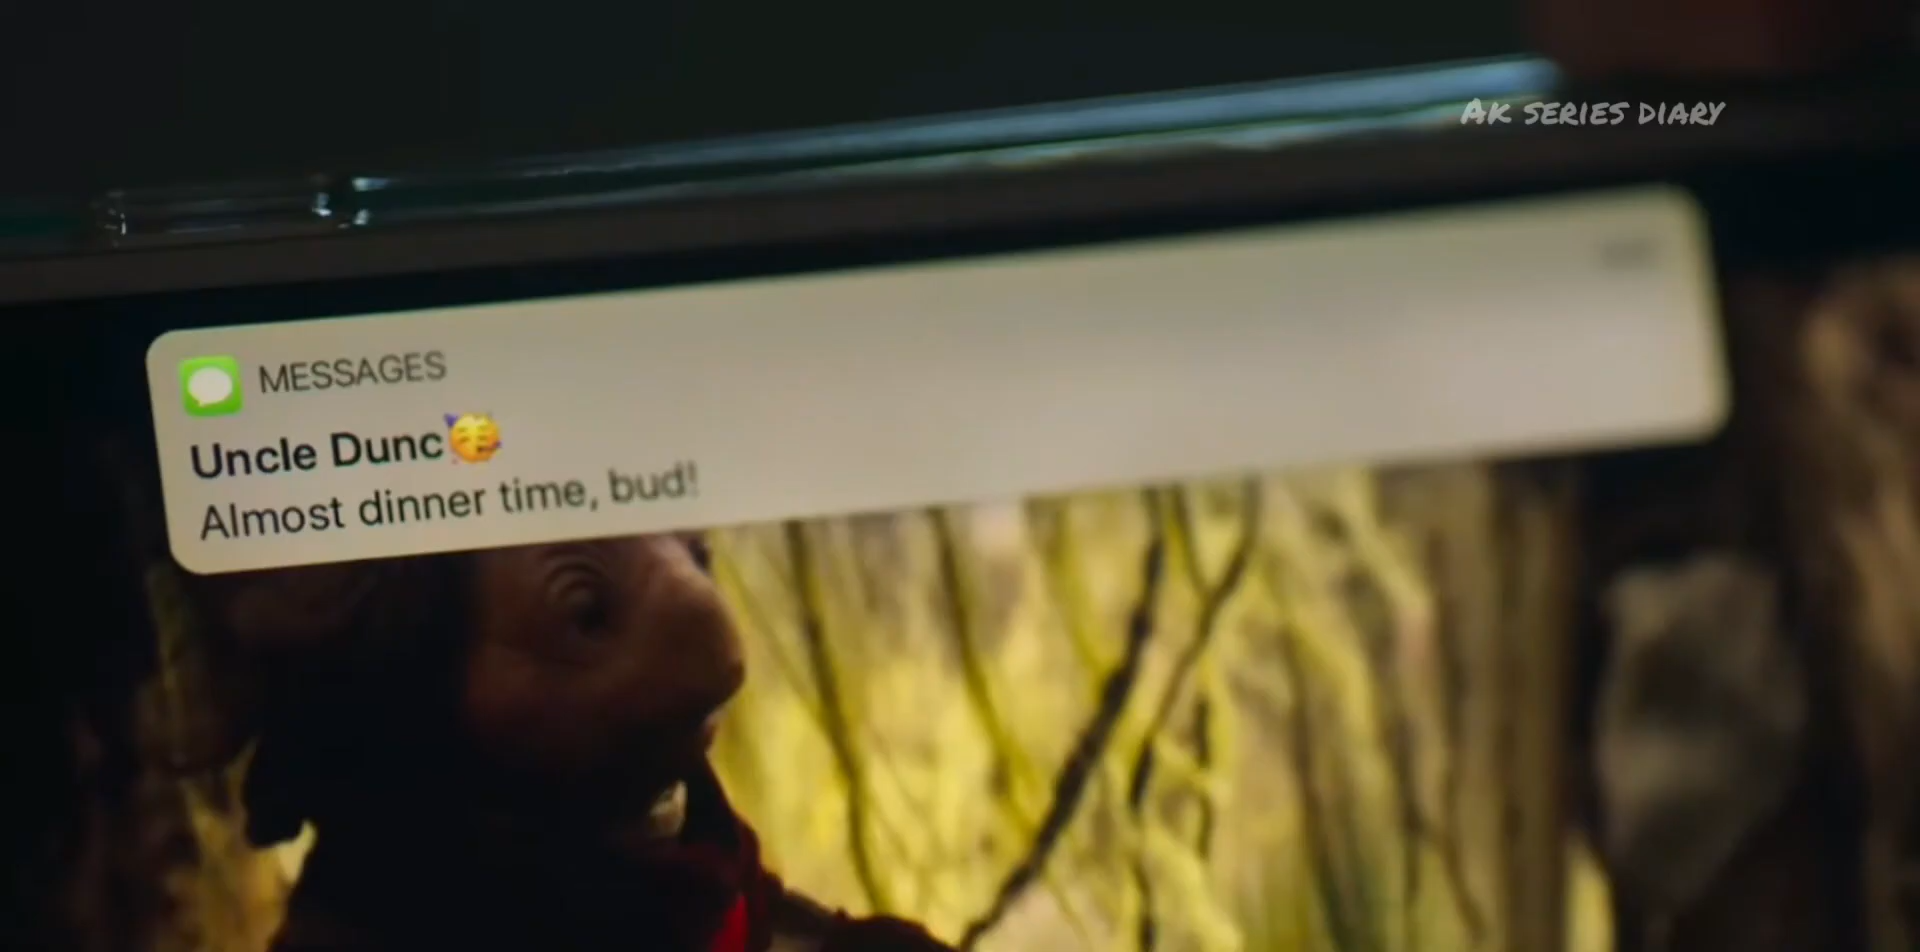 AK SERIES DIARY
MESSAGES
Uncle Dunc🥳
Almost dinner time, bud!